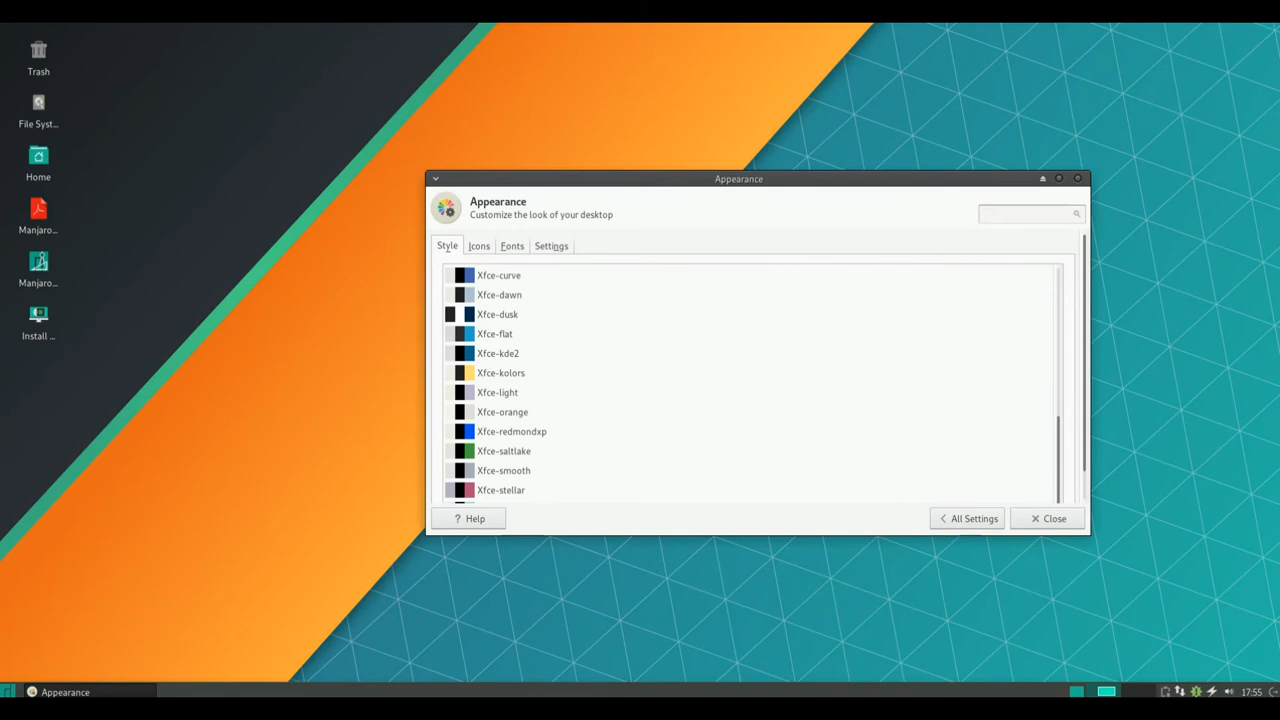 Trash
File Syst...
Home
Manjaro...
Manjaro...
Install ...
Appearance
Appearance
Customize the look of your desktop
Style
Icons
Fonts
Settings
Xfce-curve
Xfce-dawn
Xfce-dusk
Xfce-flat
Xfce-kde2
Xfce-kolors
Xfce-light
Xfce-orange
Xfce-redmondxp
Xfce-saltlake
Xfce-smooth
Xfce-stellar
? Help
All Settings
Close
Appearance
17:55